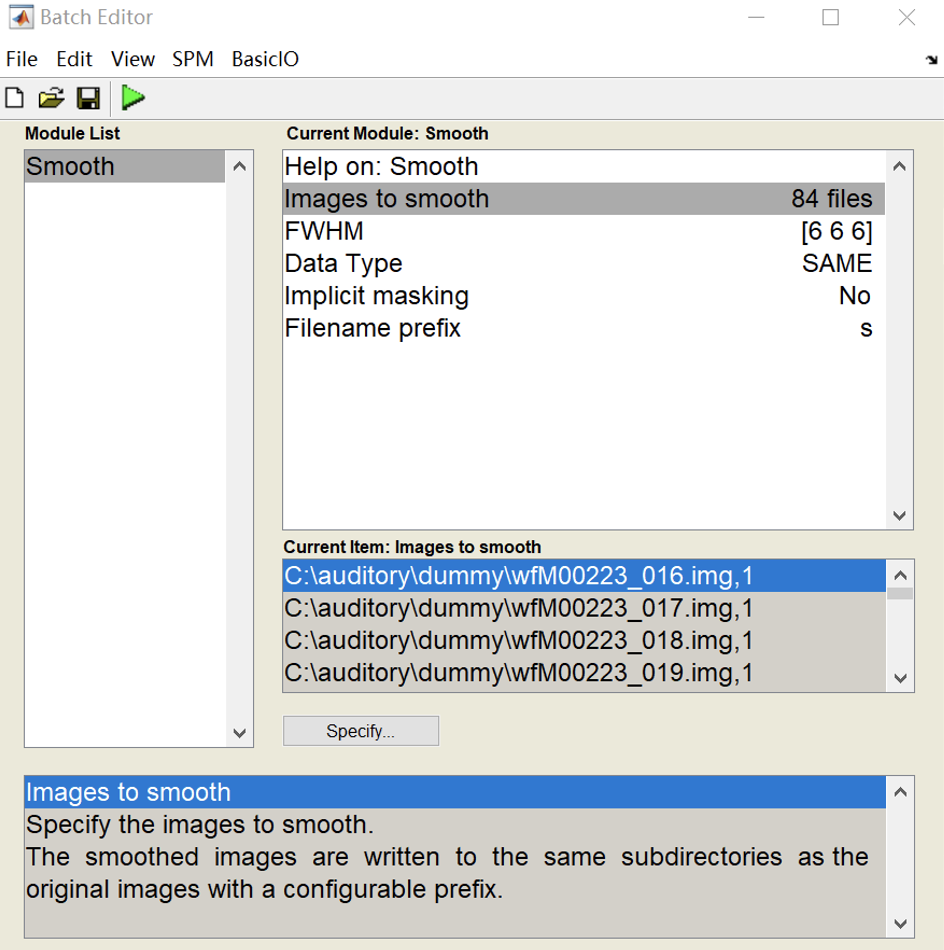 Batch Editor
File Edit View SPM BasicIO
Module List
Smooth
Current Module: Smooth
Help on: Smooth
Images to smooth 84 files
FWHM [6 6 6]
Data Type SAME
Implicit masking No
Filename prefix s
Current Item: Images to smooth
C:\auditory\dummy\wfM00223_016.img,1
C:\auditory\dummy\wfM00223_017.img,1
C:\auditory\dummy\wfM00223_018.img,1
C:\auditory\dummy\wfM00223_019.img,1
Specify...
Images to smooth
Specify the images to smooth.
The smoothed images are written to the same subdirectories as the
original images with a configurable prefix.